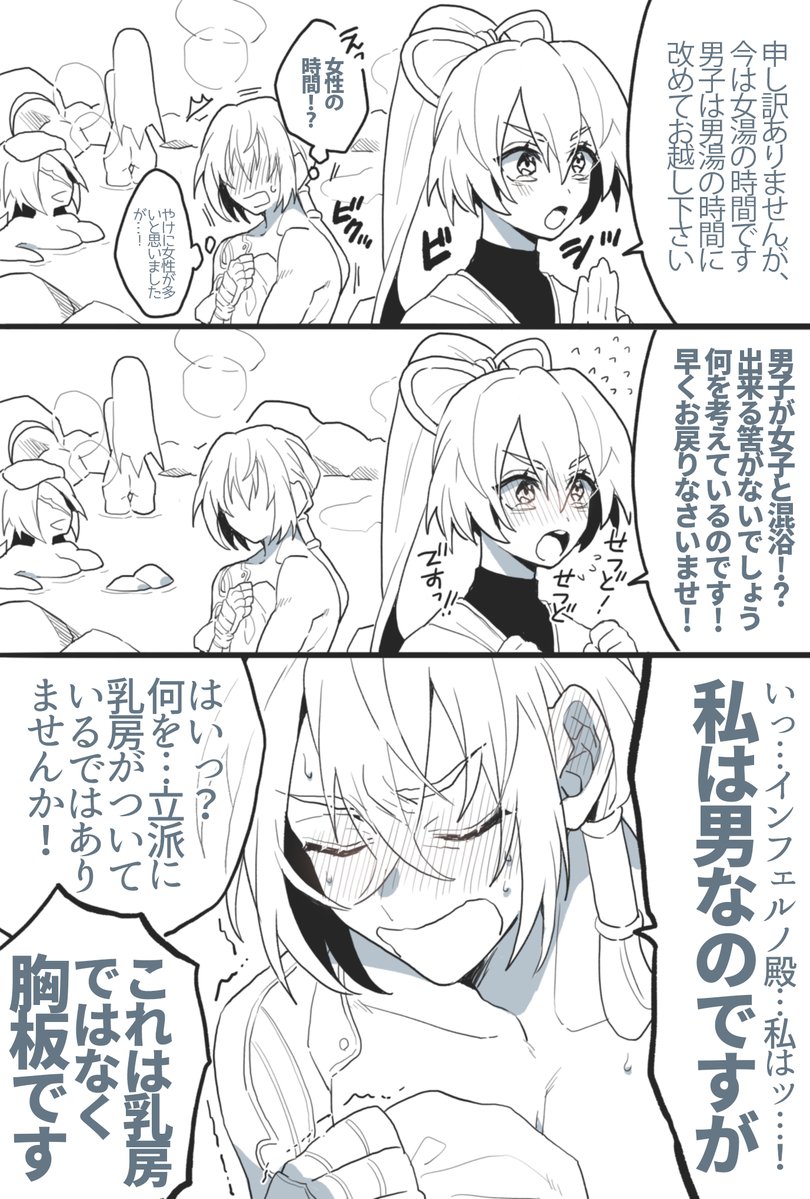 申し訳ありませんが、
今は女湯の時間です
男子は男湯の時間に
改めてお越し下さい
ビシ
えっ
女性の
時間!?
ビクッ
やけに女性が多
いと思いました
が…!
男子が女子と混浴!?
出来る筈がないでしょう
何を考えているのです!
早くお戻りなさいませ!
せつど!
せつど
ですっ!!
いっ…インフェルノ殿…私はッ…!
私は男なのですが
はいっ?
何を…立派に
乳房がついて
いるではあり
ませんか!
これは乳房
ではなく
胸板です